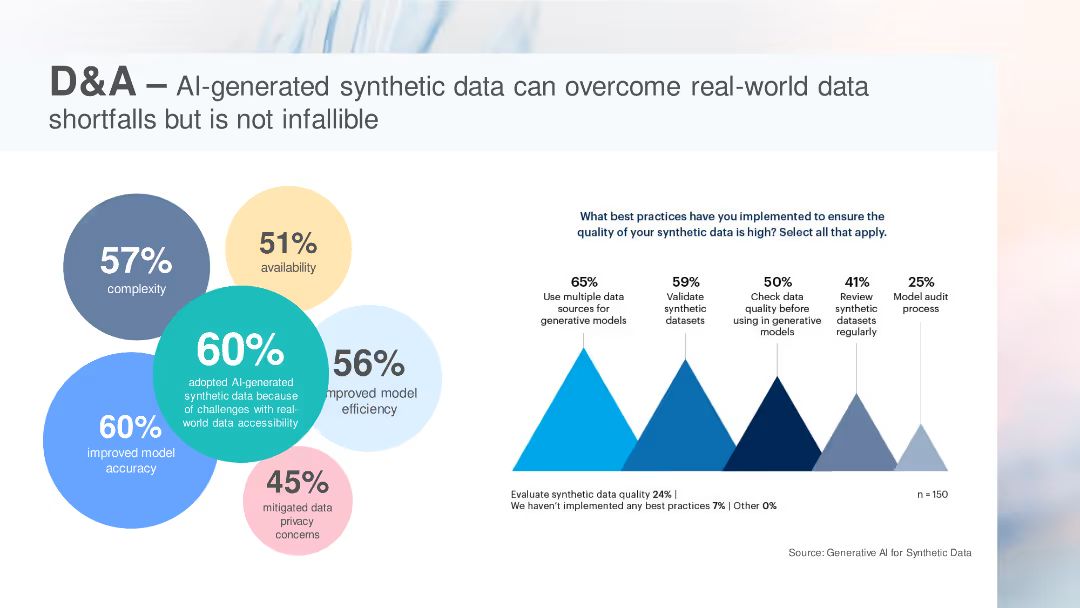 D&A – AI-generated synthetic data can overcome real-world data
shortfalls but is not infallible
57%
complexity
51%
availability
60%
adopted AI-generated
synthetic data because
of challenges with real-
world data accessibility
56%
mproved model
efficiency
60%
improved model
accuracy
45%
mitigated data
privacy
concerns
What best practices have you implemented to ensure the
quality of your synthetic data is high? Select all that apply.
65%
Use multiple data
sources for
generative models
59%
Validate
synthetic
datasets
50%
Check data
quality before
using in generative
models
41%
Review
synthetic
datasets
regularly
25%
Model audit
process
Evaluate synthetic data quality 24% |
We haven't implemented any best practices 7% | Other 0%
n = 150
Source: Generative AI for Synthetic Data